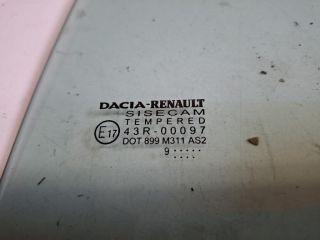 DACIA-RENAULT
SISECAM
TEMPERED
E17 43R-00097
DOT 899 M311 AS2
9